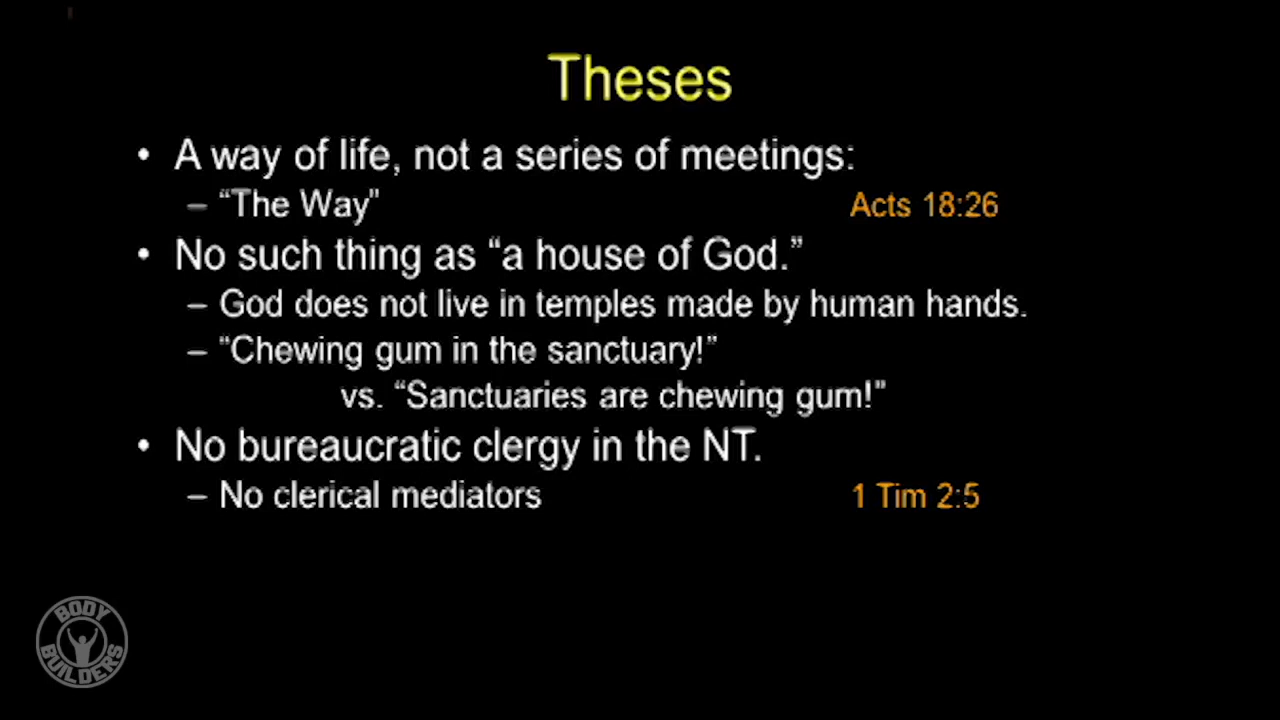 Theses
• A way of life, not a series of meetings:
– “The Way” Acts 18:26
• No such thing as “a house of God.”
– God does not live in temples made by human hands.
– “Chewing gum in the sanctuary!”
vs. “Sanctuaries are chewing gum!”
• No bureaucratic clergy in the NT.
– No clerical mediators 1 Tim 2:5
BODY
BUILDERS